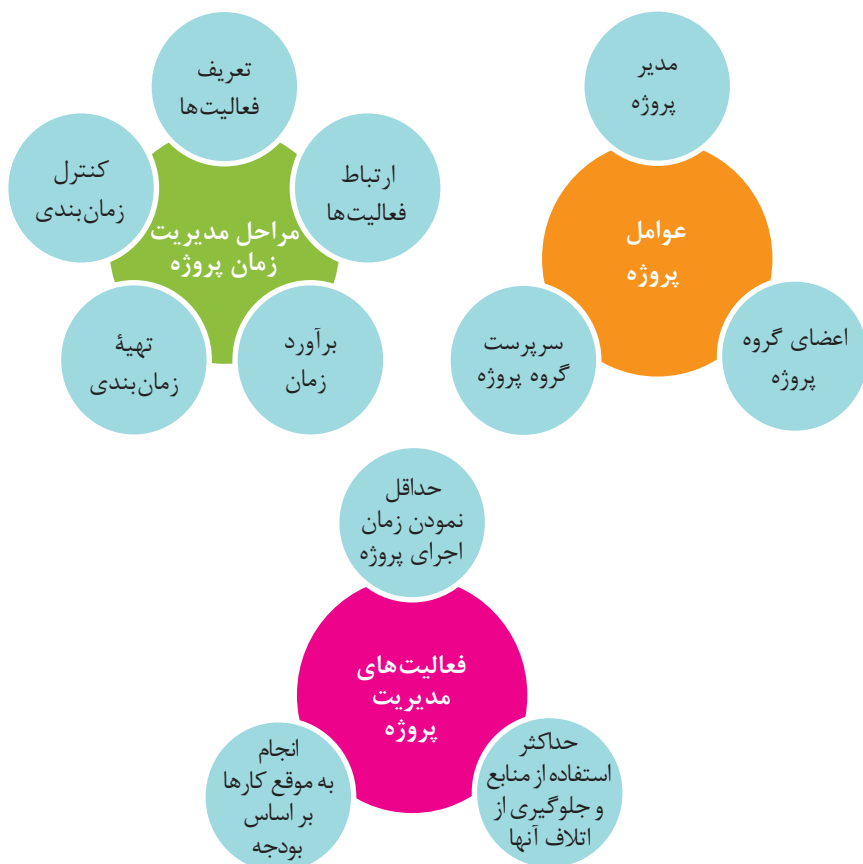 عوامل
پروژه
مدیر
پروژه
اعضای گروه
پروژه
سرپرست
گروه پروژه
مراحل مدیریت
زمان پروژه
تعریف
فعالیت‌ها
ارتباط
فعالیت‌ها
برآورد
زمان
تهیۀ
زمان‌بندی
کنترل
زمان‌بندی
فعالیت‌های
مدیریت
پروژه
حداقل
نمودن زمان
اجرای پروژه
حداکثر
استفاده از منابع
و جلوگیری از
اتلاف آنها
انجام
به موقع کارها
بر اساس
بودجه